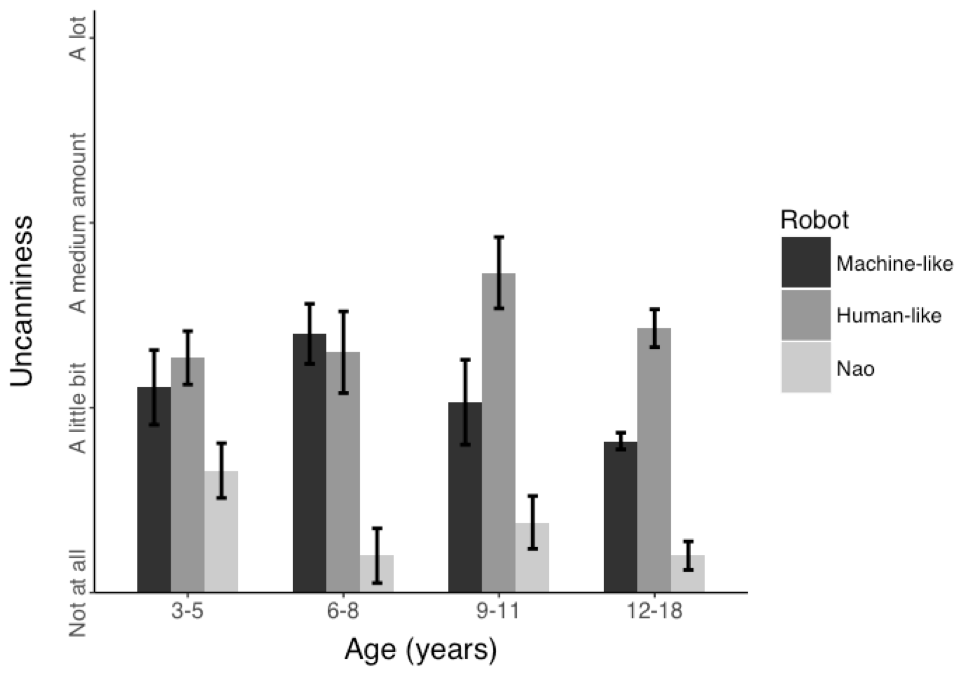 Uncanniness
A lot
A medium amount
A little bit
Not at all
3-5
6-8
9-11
12-18
Age (years)
Robot
Machine-like
Human-like
Nao